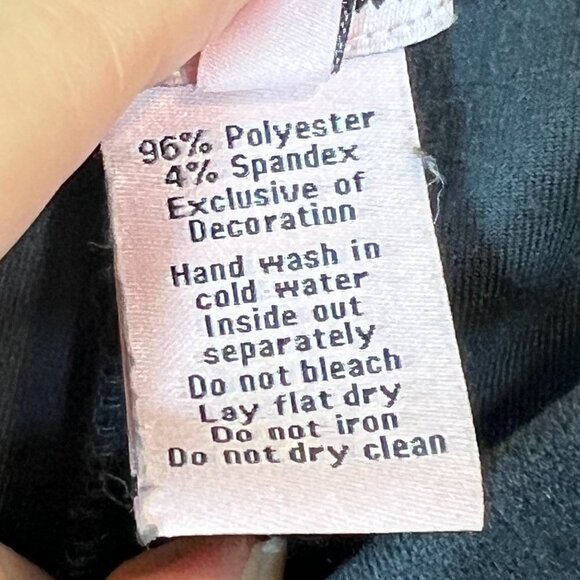 96% Polyester
4% Spandex
Exclusive of
Decoration
Hand wash in
cold water
Inside out
separately
Do not bleach
Lay flat dry
Do not iron
Do not dry clean